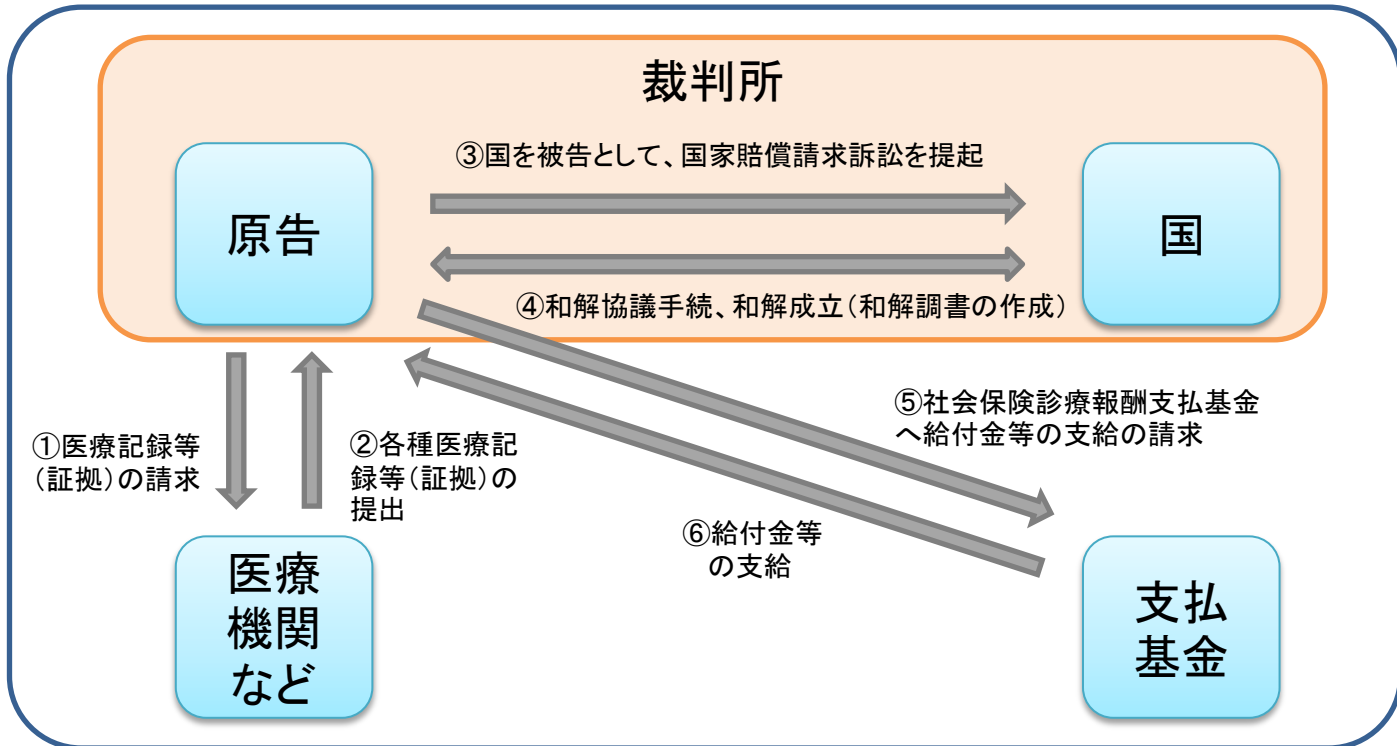 裁判所
③国を被告として、国家賠償請求訴訟を提起
原告
国
④和解協議手続、和解成立(和解調書の作成)
①医療記録等
(証拠)の請求
②各種医療記
録等(証拠)の
提出
⑤社会保険診療報酬支払基金
へ給付金等の支給の請求
⑥給付金等
の支給
医療
機関
など
支払
基金